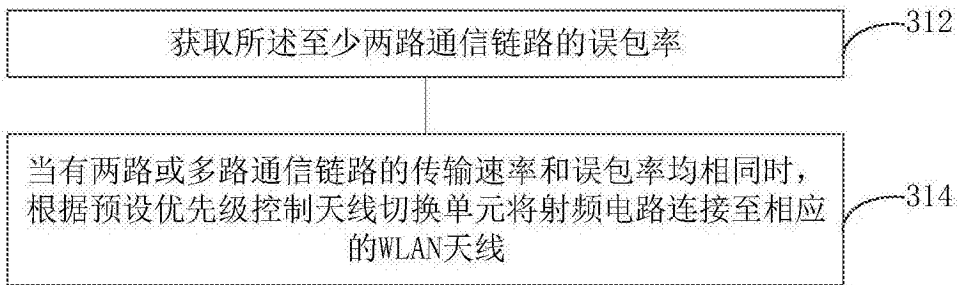 获取所述至少两路通信链路的误包率
312
当有两路或多路通信链路的传输速率和误包率均相同时，
根据预设优先级控制天线切换单元将射频电路连接至相应
的WLAN天线
314